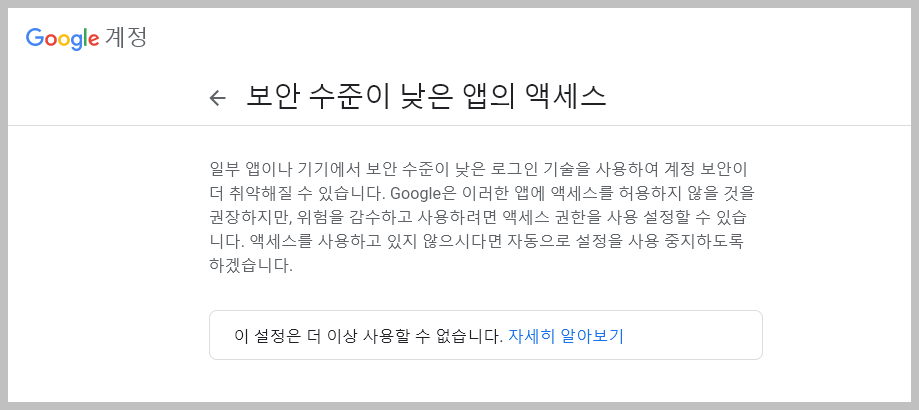 Google 계정
보안 수준이 낮은 앱의 액세스
일부 앱이나 기기에서 보안 수준이 낮은 로그인 기술을 사용하여 계정 보안이
더 취약해질 수 있습니다. Google은 이러한 앱에 액세스를 허용하지 않을 것을
권장하지만, 위험을 감수하고 사용하려면 액세스 권한을 사용 설정할 수 있습
니다. 액세스를 사용하고 있지 않으시다면 자동으로 설정을 사용 중지하도록
하겠습니다.
이 설정은 더 이상 사용할 수 없습니다. 자세히 알아보기